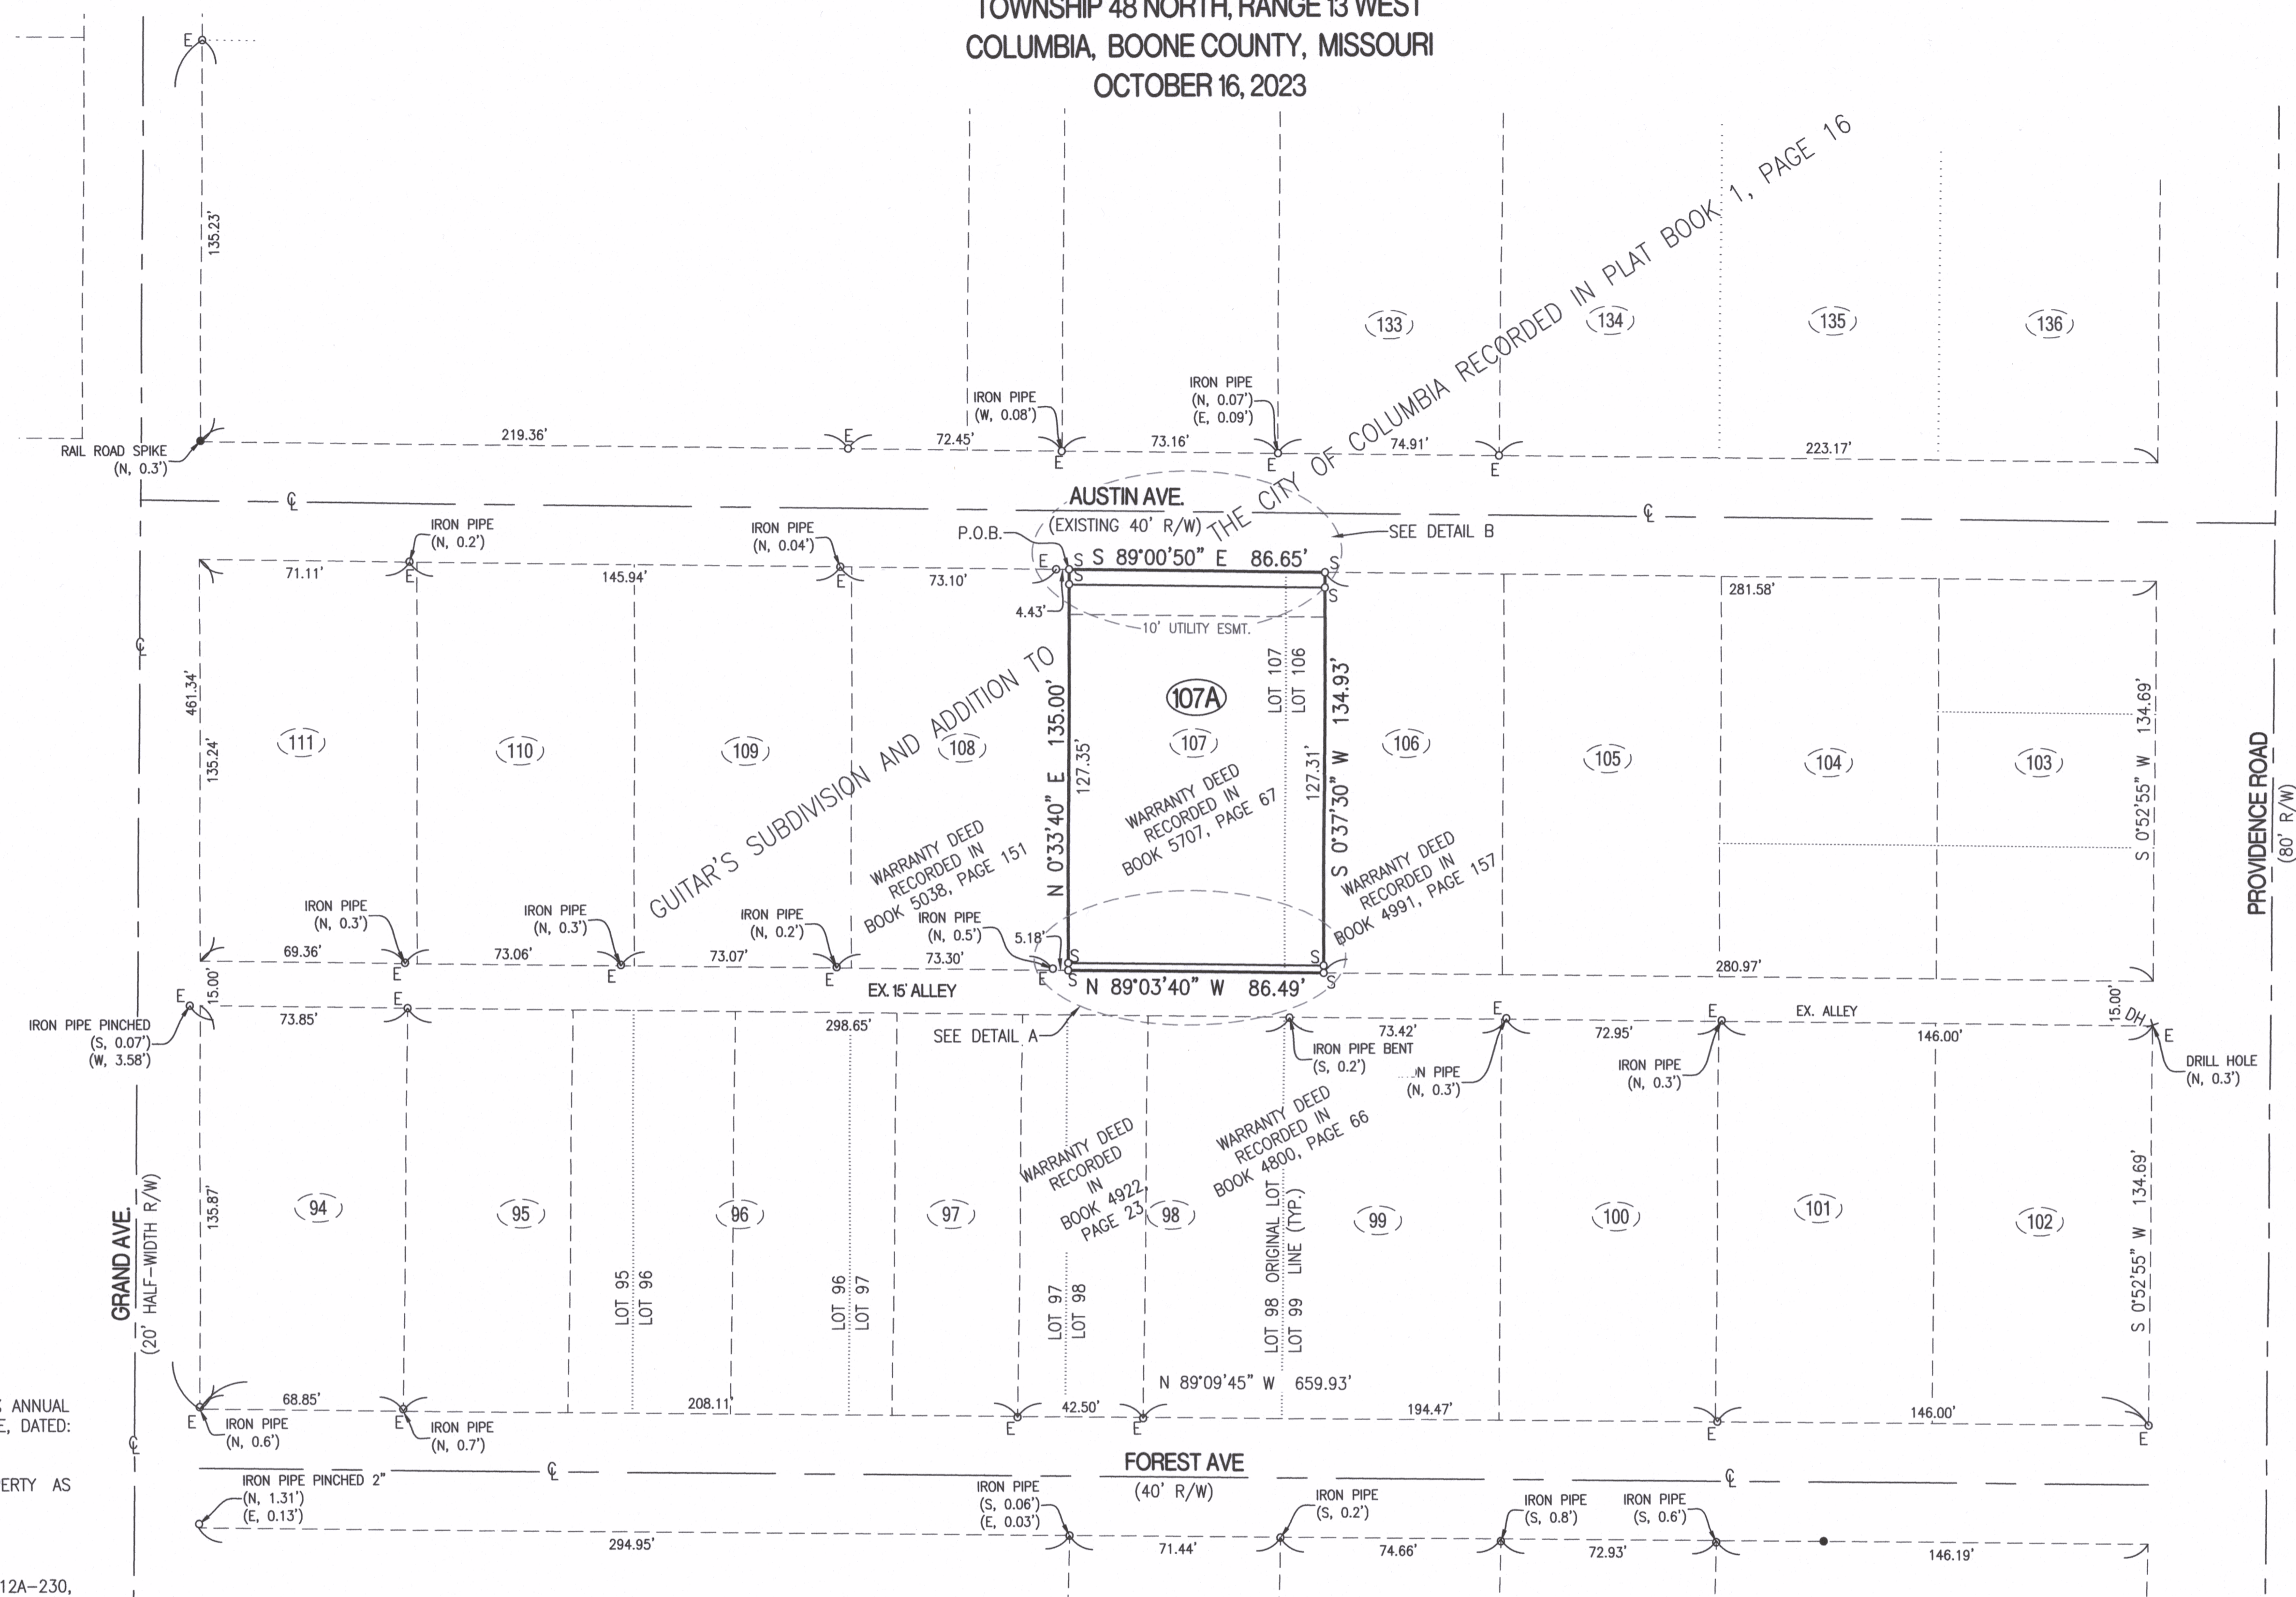 TOWNSHIP 48 NORTH, RANGE 13 WEST
COLUMBIA, BOONE COUNTY, MISSOURI
OCTOBER 16, 2023
E
135.23'
THE CITY OF COLUMBIA RECORDED IN PLAT BOOK 1, PAGE 16
133
134
135
136
RAIL ROAD SPIKE
(N, 0.3')
219.36'
E
72.45'
IRON PIPE
(W, 0.08')
E
73.16'
IRON PIPE
(N, 0.07')
(E, 0.09')
E
74.91'
E
223.17'
℄
AUSTIN AVE.
(EXISTING 40' R/W)
℄
SEE DETAIL B
P.O.B.
IRON PIPE
(N, 0.2')
IRON PIPE
(N, 0.04')
71.11'
E
145.94'
E
73.10'
E
S
S 89°00'50" E 86.65'
S
S
S
281.58'
4.43'
10' UTILITY ESMT.
℄
461.34'
135.24'
GUITAR'S SUBDIVISION AND ADDITION TO
LOT 107
LOT 106
107A
N 0°33'40" E 135.00'
127.35'
127.31'
S 0°37'30" W 134.93'
111
110
109
108
107
106
105
104
103
S 0°52'55" W 134.69'
PROVIDENCE ROAD
(80' R/W)
WARRANTY DEED
RECORDED IN
BOOK 5038, PAGE 151
WARRANTY DEED
RECORDED IN
BOOK 5707, PAGE 67
WARRANTY DEED
RECORDED IN
BOOK 4991, PAGE 157
IRON PIPE
(N, 0.3')
IRON PIPE
(N, 0.3')
IRON PIPE
(N, 0.2')
IRON PIPE
(N, 0.5')
5.18'
69.36'
E
73.06'
E
73.07'
E
73.30'
E
S
S
S
S
N 89°03'40" W 86.49'
280.97'
15.00'
EX. 15' ALLEY
EX. ALLEY
15.00'
DH
E
E
IRON PIPE PINCHED
(S, 0.07')
(W, 3.58')
73.85'
E
298.65'
SEE DETAIL A
IRON PIPE BENT
(S, 0.2')
73.42'
E
N PIPE
(N, 0.3')
72.95'
E
IRON PIPE
(N, 0.3')
146.00'
DRILL HOLE
(N, 0.3')
WARRANTY DEED
RECORDED
IN
BOOK 4922,
PAGE 23
WARRANTY DEED
RECORDED IN
BOOK 4800, PAGE 66
135.87'
94
95
96
97
98
99
100
101
102
S 0°52'55" W 134.69'
GRAND AVE.
(20' HALF-WIDTH R/W)
LOT 95
LOT 96
LOT 96
LOT 97
LOT 97
LOT 98
LOT 98 ORIGINAL LOT
LOT 99 LINE (TYP.)
N 89°09'45" W 659.93'
ANNUAL
E, DATED:
68.85'
E
IRON PIPE
(N, 0.6')
E
IRON PIPE
(N, 0.7')
208.11'
E
42.50'
E
194.47'
E
146.00'
E
℄
℄
FOREST AVE
(40' R/W)
℄
ERTY AS
IRON PIPE PINCHED 2"
(N, 1.31')
(E, 0.13')
IRON PIPE
(S, 0.06')
(E, 0.03')
IRON PIPE
(S, 0.2')
IRON PIPE
(S, 0.8')
IRON PIPE
(S, 0.6')
294.95'
71.44'
74.66'
72.93'
146.19'
12A-230,